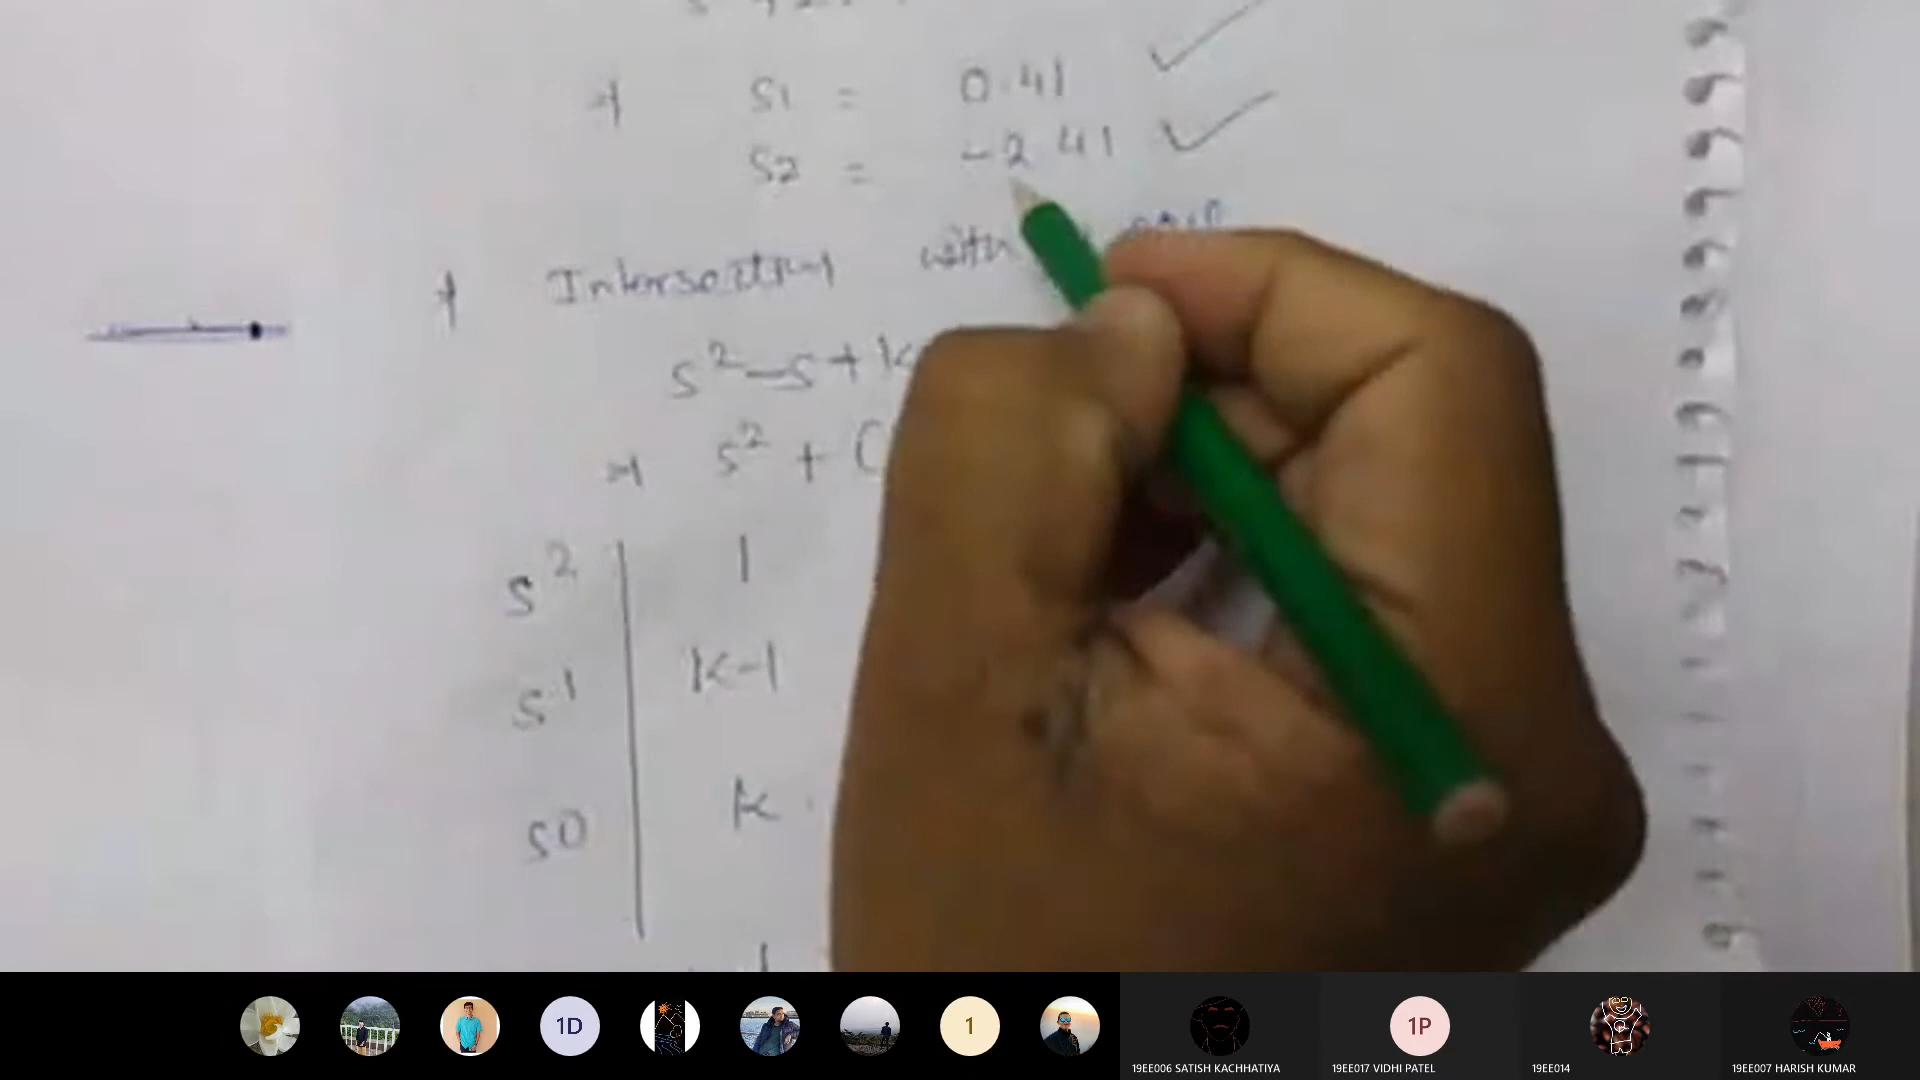 S1 = 0.41
S2 = -2.41
Intersection with
s² - s + k
s² + (
s² 1
s¹ k-1
s0 k
1D
1
1P
19EE006 SATISH KACHHATIYA
19EE017 VIDHI PATEL
19EE014
19EE007 HARISH KUMAR